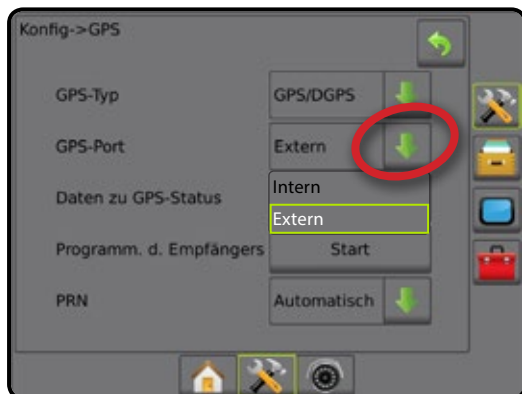 Konfig->GPS
GPS-Typ GPS/DGPS
GPS-Port Extern
Daten zu GPS-Status Intern
Extern
Programm. d. Empfängers Start
PRN Automatisch